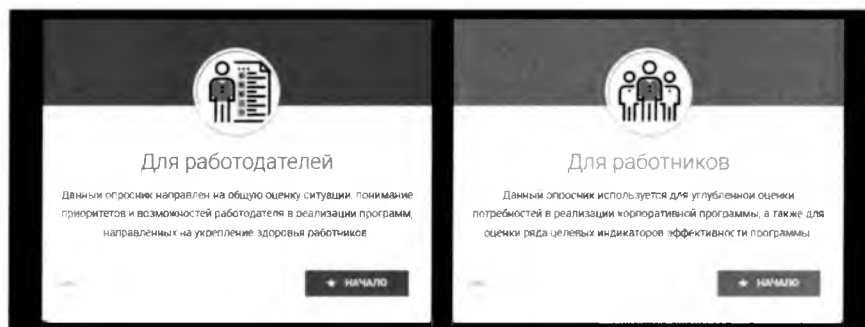 Для работодателей
Данный опросник направлен на общую оценку ситуации, понимание
приоритетов и возможностей работодателя в реализации программ,
направленных на укрепление здоровья работников
★ НАЧАЛО
Для работников
Данный опросник используется для углубленной оценки
потребностей в реализации корпоративной программы, а также для
оценки ряда целевых индикаторов эффективности программы
★ НАЧАЛО